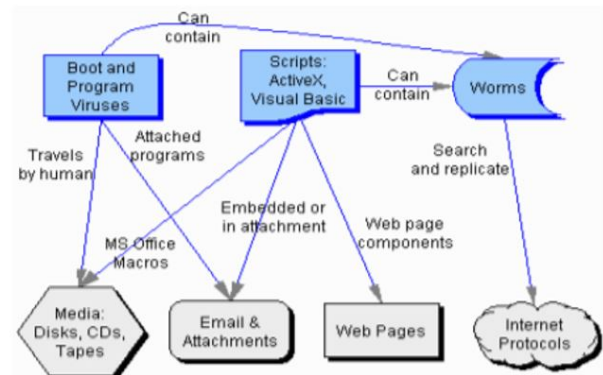 Can
contain
Boot and
Program
Viruses
Scripts:
ActiveX,
Visual Basic
Can
contain
Worms
Travels
by human
Attached
programs
Search
and replicate
MS Office
Macros
Embedded or
in attachment
Web page
components
Media:
Disks, CDs,
Tapes
Email &
Attachments
Web Pages
Internet
Protocols